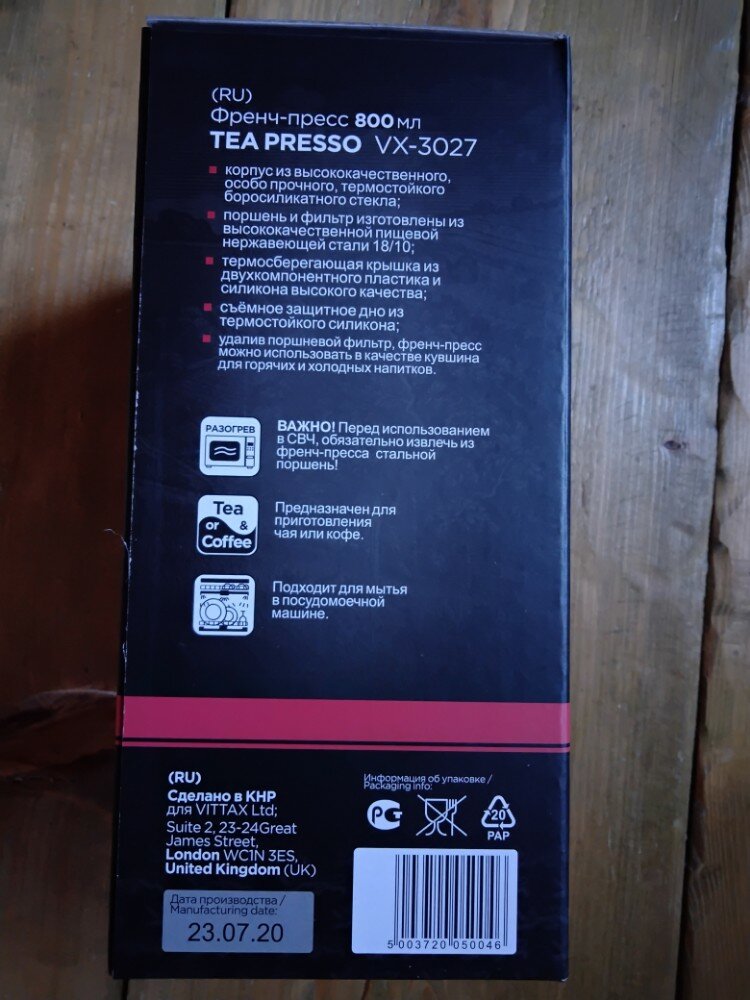 (RU)
Френч-пресс 800 мл
TEA PRESSO VX-3027
корпус из высококачественного,
особо прочного, термостойкого
боросиликатного стекла;
поршень и фильтр изготовлены из
высококачественной пищевой
нержавеющей стали 18/10;
термосберегающая крышка из
двухкомпонентного пластика и
силикона высокого качества;
съёмное защитное дно из
термостойкого силикона;
удалив поршневой фильтр, френч-пресс
можно использовать в качестве кувшина
для горячих и холодных напитков.
РАЗОГРЕВ
ВАЖНО! Перед использованием
в СВЧ, обязательно извлечь из
френч-пресса стальной
поршень!
Tea
or &
Coffee
Предназначен для
приготовления
чая или кофе.
Подходит для мытья
в посудомоечной
машине.
(RU)
Сделано в КНР
для VITTAX Ltd;
Suite 2, 23-24Great
James Street,
London WC1N 3ES,
United Kingdom (UK)
Дата производства /
Manufacturing date:
23.07.20
Информация об упаковке /
Packaging info:
РСТ
20
PAP
5 003720 050046